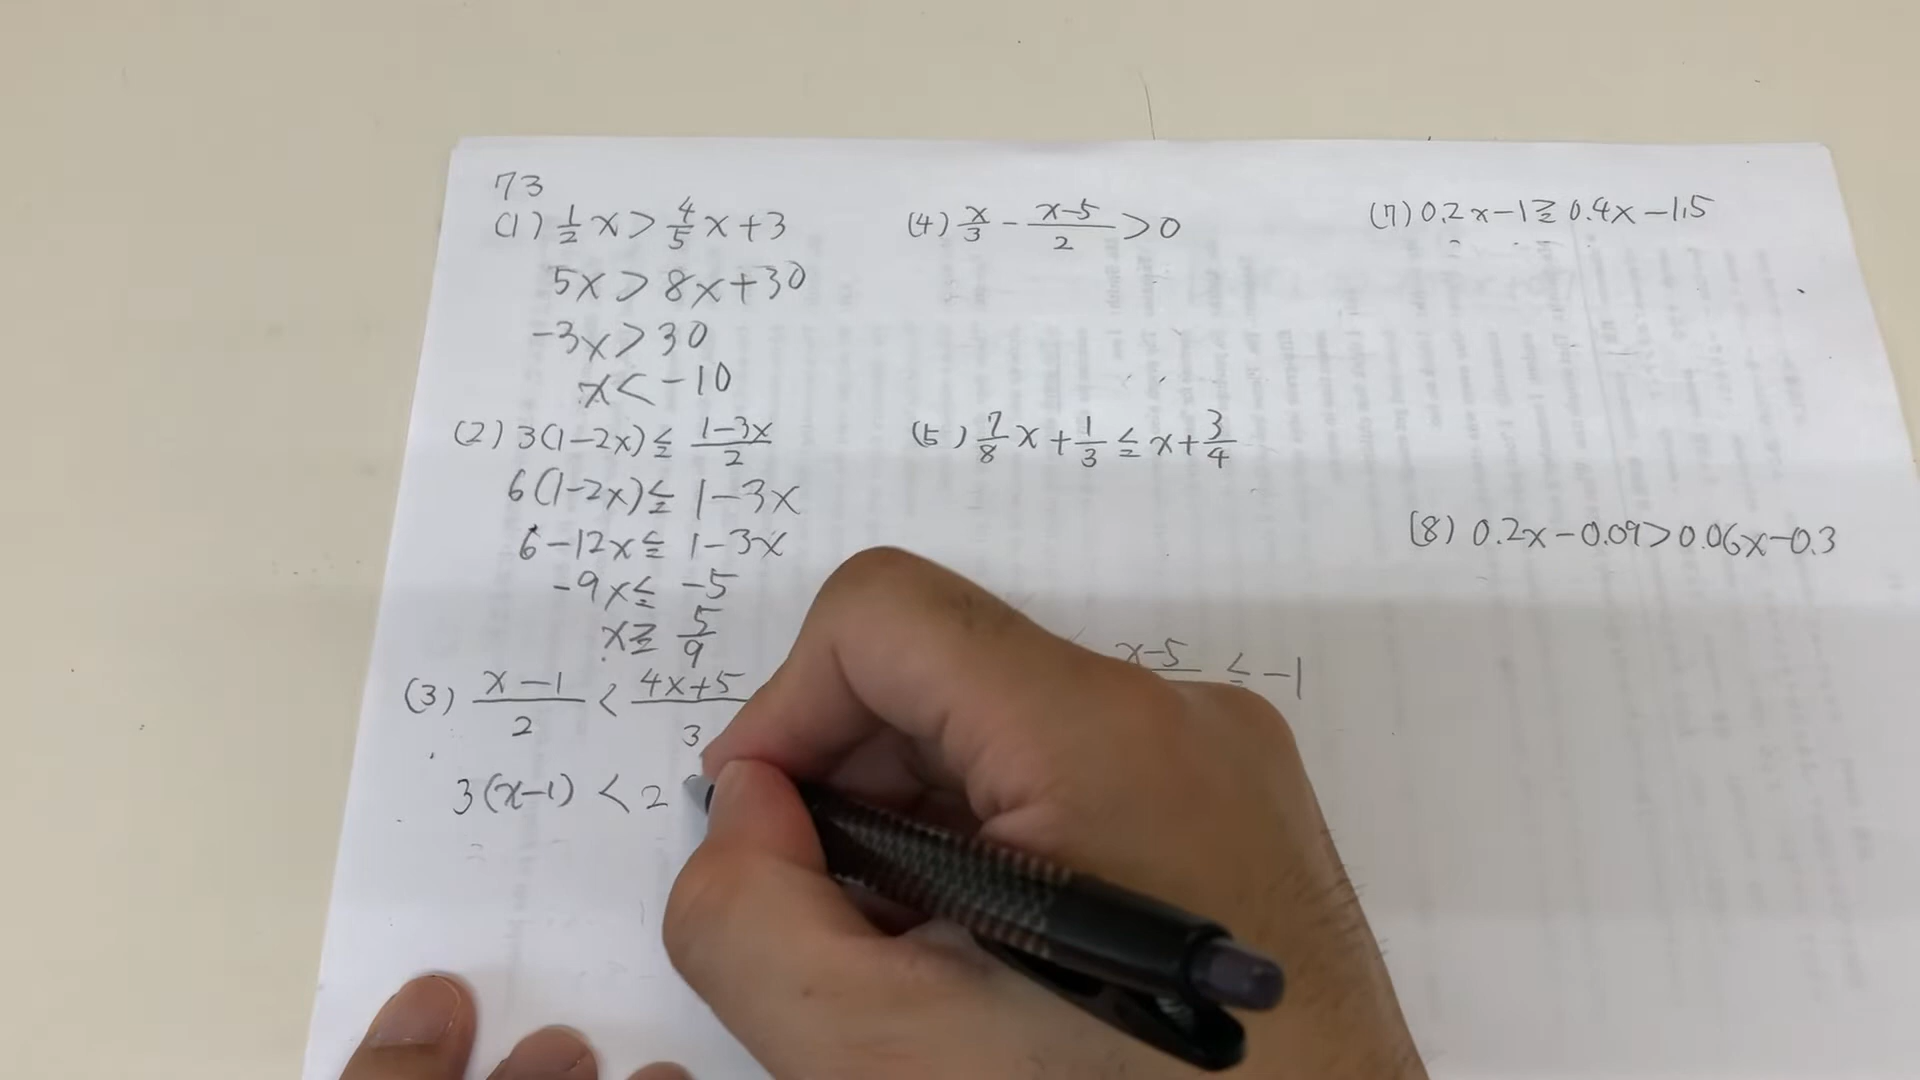 73
(1) 1/2 x > 4/5 x + 3
5x > 8x + 30
-3x > 30
x < -10
(2) 3(1-2x) ≦ (1-3x)/2
6(1-2x) ≦ 1-3x
6-12x ≦ 1-3x
-9x ≦ -5
x ≧ 5/9
(3) (x-1)/2 < (4x+5)/3
3(x-1) < 2
(4) x/3 - (x-5)/2 > 0
(5) 7/8 x + 1/3 ≦ x + 3/4
x-5 ≦ -1
(7) 0.2x - 1 ≧ 0.4x - 1.5
(8) 0.2x - 0.09 > 0.06x - 0.3